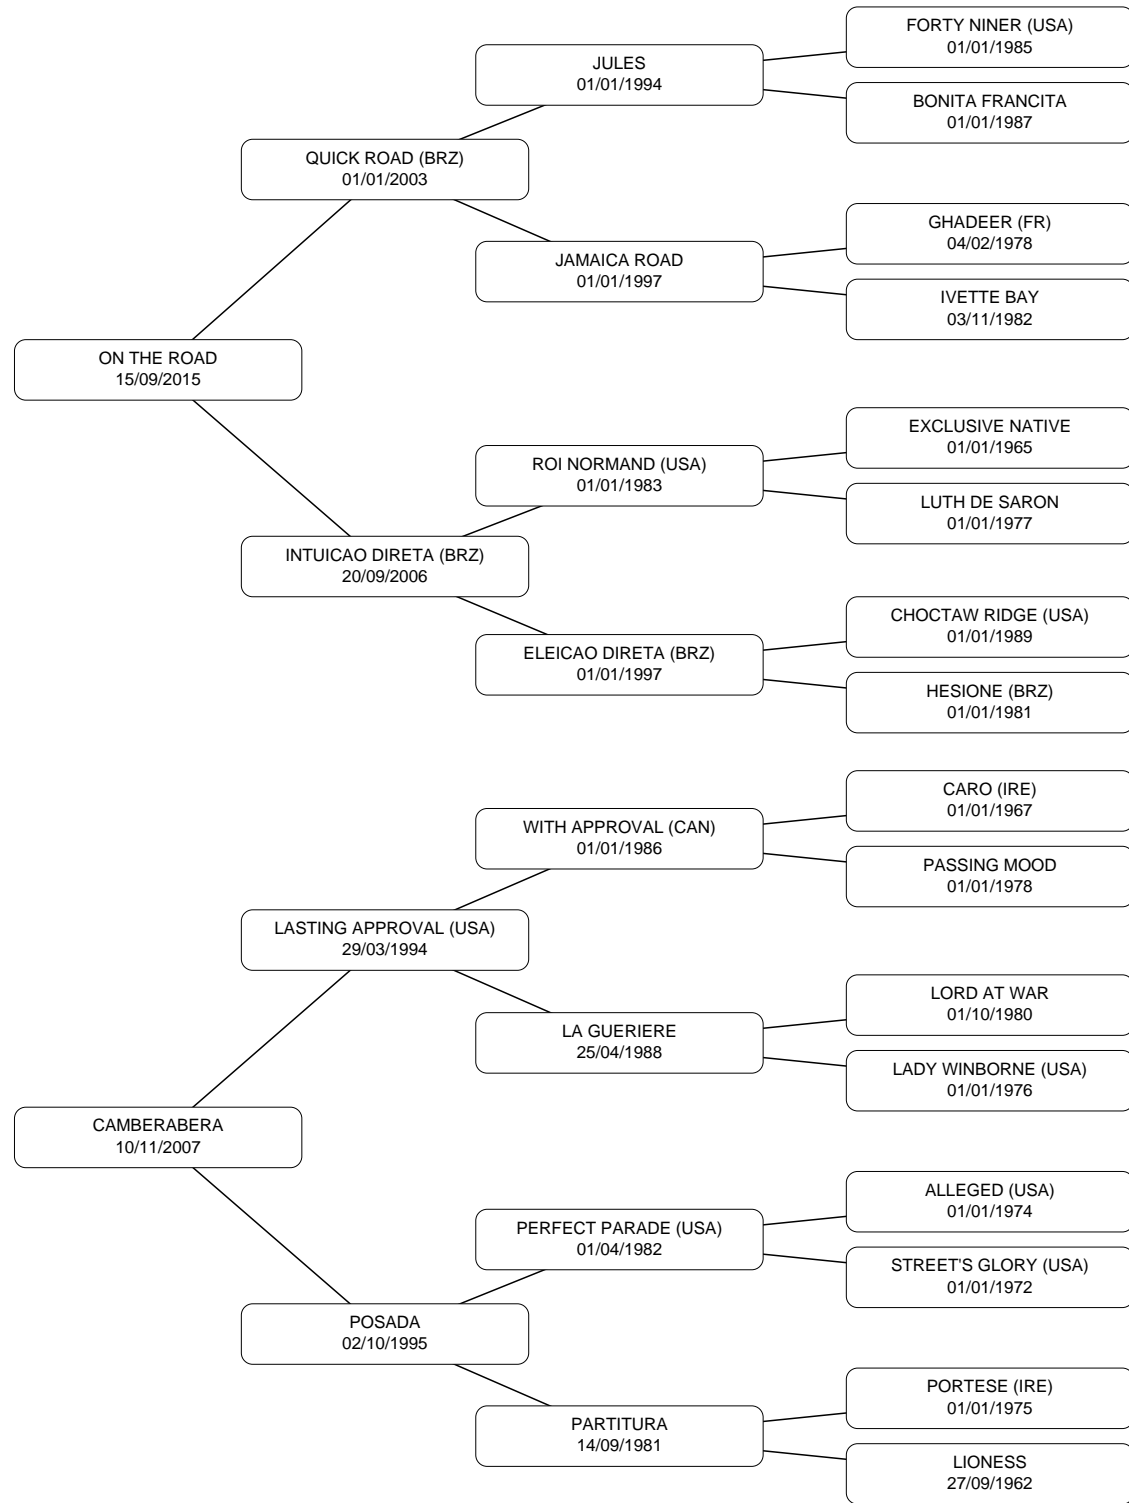 FORTY NINER (USA)
01/01/1985
JULES
01/01/1994
BONITA FRANCITA
01/01/1987
QUICK ROAD (BRZ)
01/01/2003
GHADEER (FR)
04/02/1978
JAMAICA ROAD
01/01/1997
IVETTE BAY
03/11/1982
ON THE ROAD
15/09/2015
EXCLUSIVE NATIVE
01/01/1965
ROI NORMAND (USA)
01/01/1983
LUTH DE SARON
01/01/1977
INTUICAO DIRETA (BRZ)
20/09/2006
CHOCTAW RIDGE (USA)
01/01/1989
ELEICAO DIRETA (BRZ)
01/01/1997
HESIONE (BRZ)
01/01/1981
CARO (IRE)
01/01/1967
WITH APPROVAL (CAN)
01/01/1986
PASSING MOOD
01/01/1978
LASTING APPROVAL (USA)
29/03/1994
LORD AT WAR
01/10/1980
LA GUERIERE
25/04/1988
LADY WINBORNE (USA)
01/01/1976
CAMBERABERA
10/11/2007
ALLEGED (USA)
01/01/1974
PERFECT PARADE (USA)
01/04/1982
STREET'S GLORY (USA)
01/01/1972
POSADA
02/10/1995
PORTESE (IRE)
01/01/1975
PARTITURA
14/09/1981
LIONESS
27/09/1962